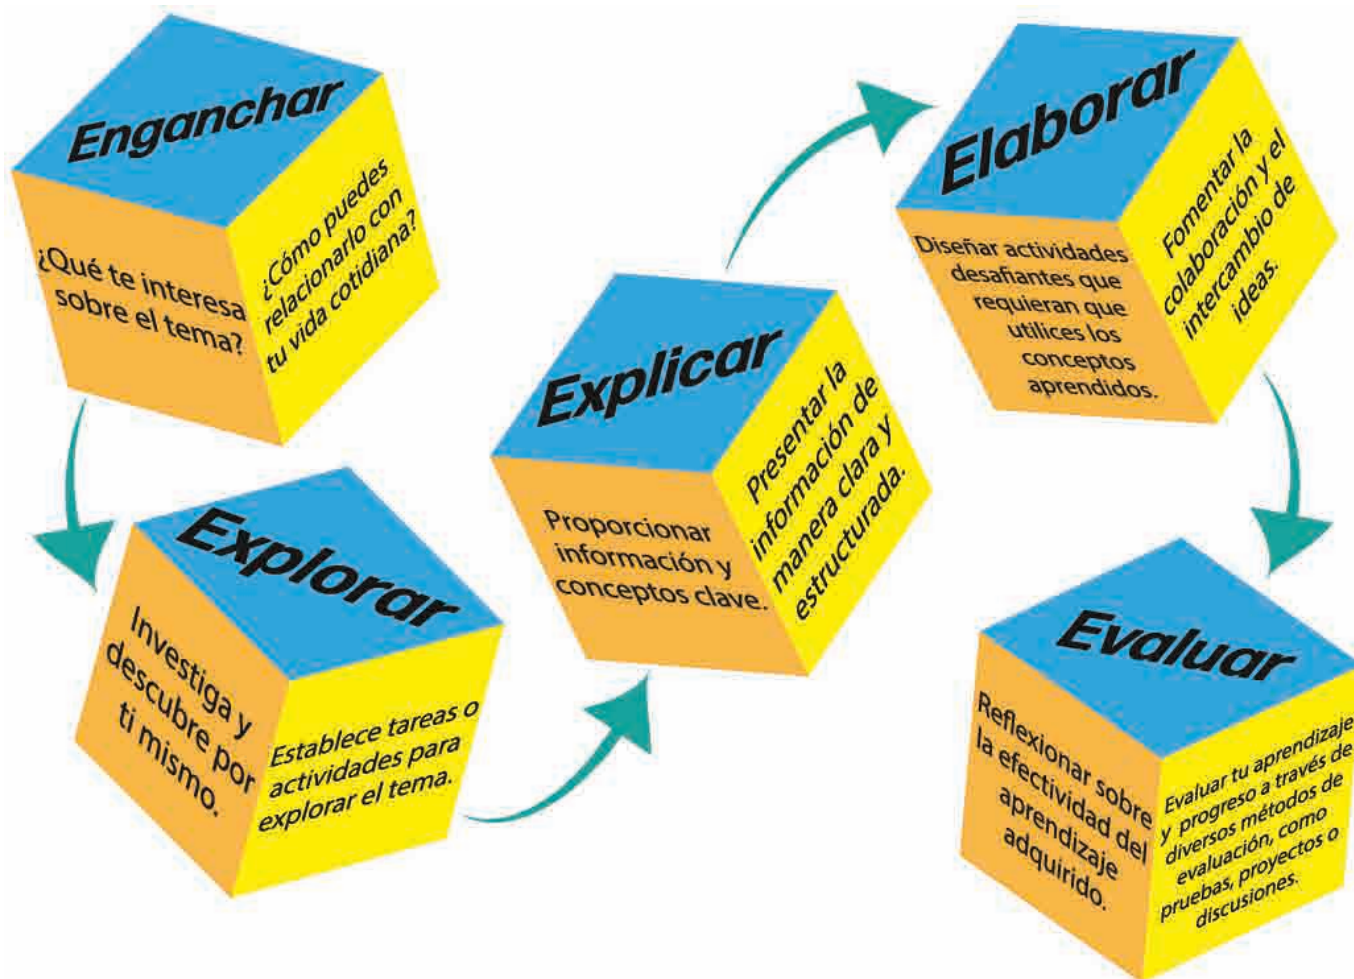 Enganchar
¿Qué te interesa
sobre el tema?
¿Cómo puedes
relacionarlo con
tu vida cotidiana?
Explorar
Investiga y
descubre por
ti mismo.
Establece tareas o
actividades para
explorar el tema.
Explicar
Proporcionar
información y
conceptos clave.
Presentar la
información de
manera clara y
estructurada.
Elaborar
Diseñar actividades
desafiantes que
requieran que
utilices los
conceptos
aprendidos.
Fomentar la
colaboración y el
intercambio de
ideas.
Evaluar
Reflexionar sobre
la efectividad del
aprendizaje
adquirido.
Evaluar tu aprendizaje
y progreso a través de
diversos métodos de
evaluación, como
pruebas, proyectos o
discusiones.